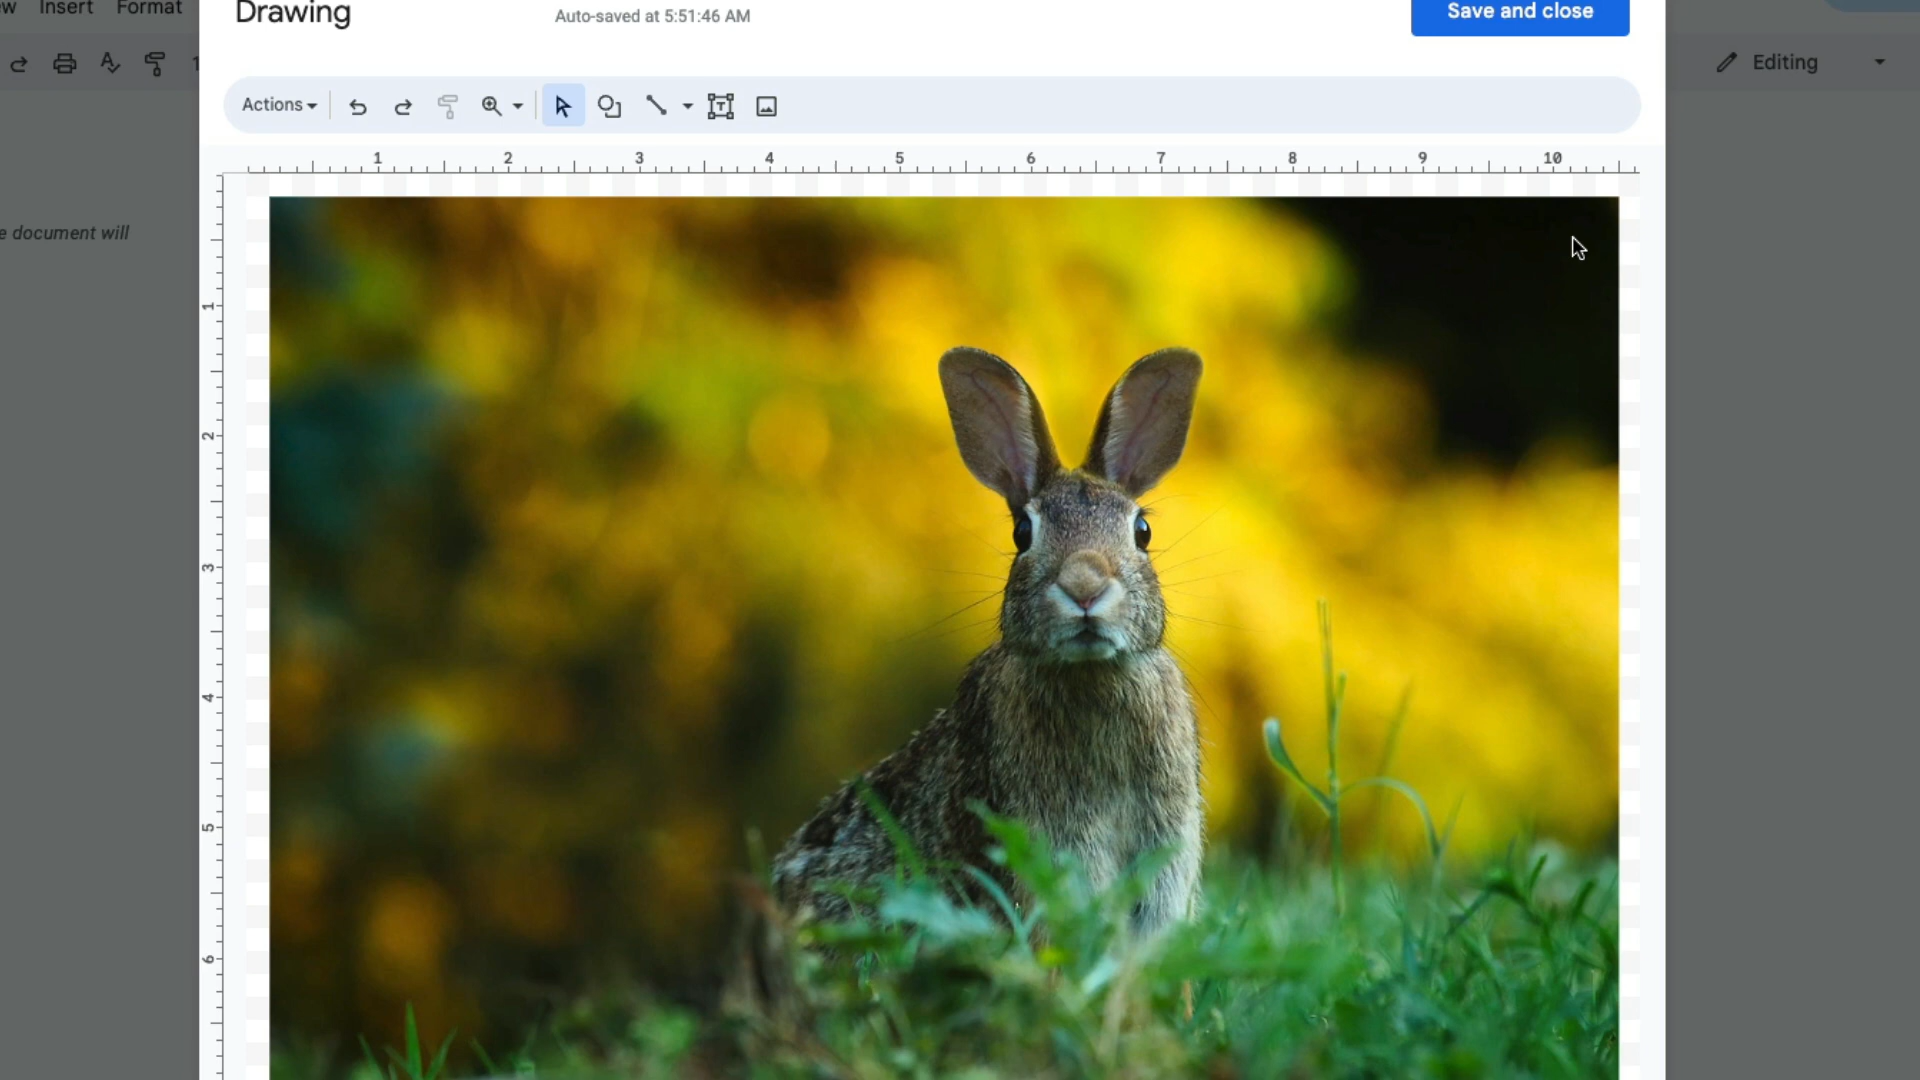 Insert Format
Drawing
Auto-saved at 5:51:46 AM
Save and close
Editing
Actions
1 2 3 4 5 6 7 8 9 10
e document will
1
2
3
4
5
6